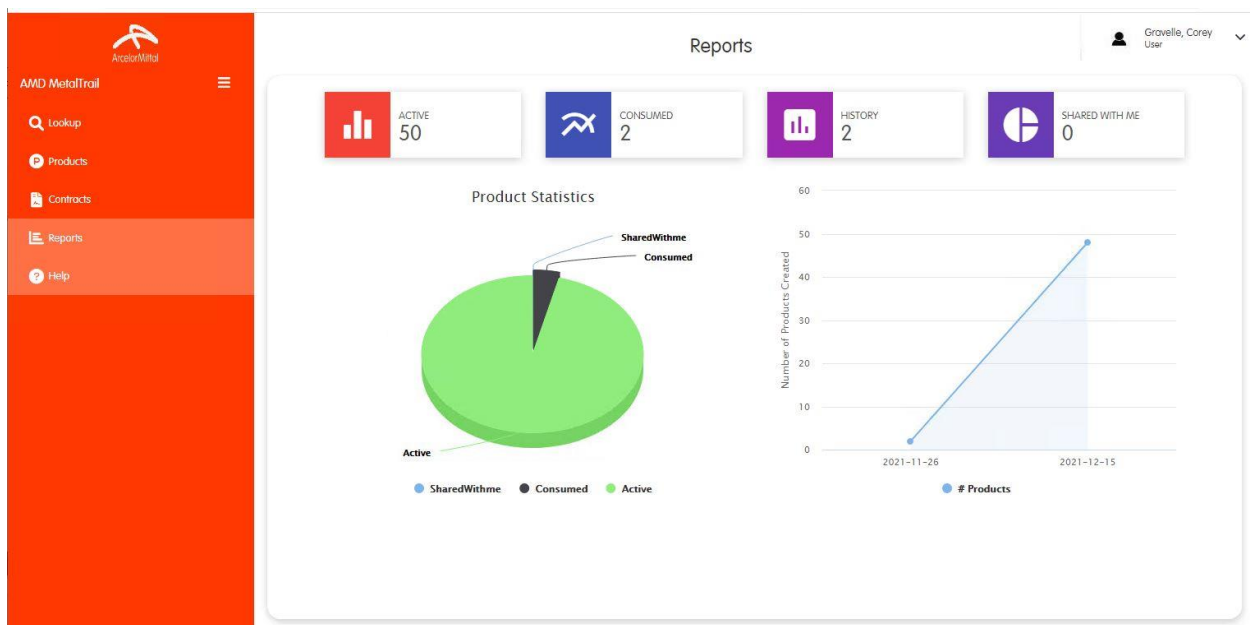 ArcelorMittal
AMD MetalTrail
Lookup
Products
Contracts
Reports
Help
Reports
Gravelle, Corey
User
ACTIVE
50
CONSUMED
2
HISTORY
2
SHARED WITH ME
0
Product Statistics
SharedWithme
Consumed
Active
SharedWithme Consumed Active
60
50
40
30
20
10
0
Number of Products Created
2021-11-26 2021-12-15
# Products